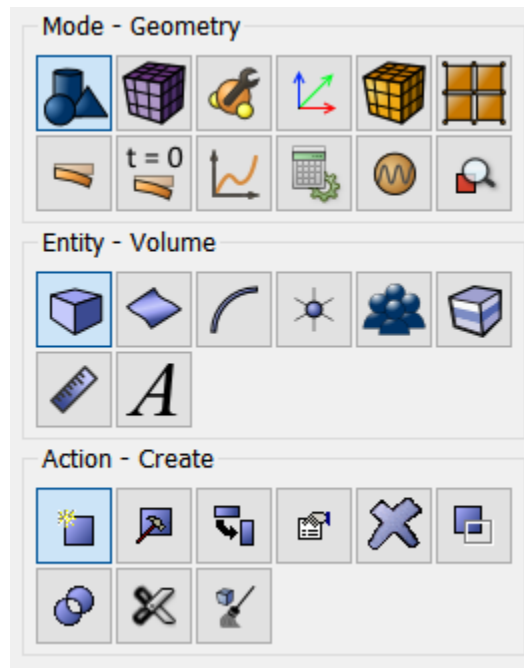 Mode - Geometry
t = 0
Entity - Volume
A
Action - Create